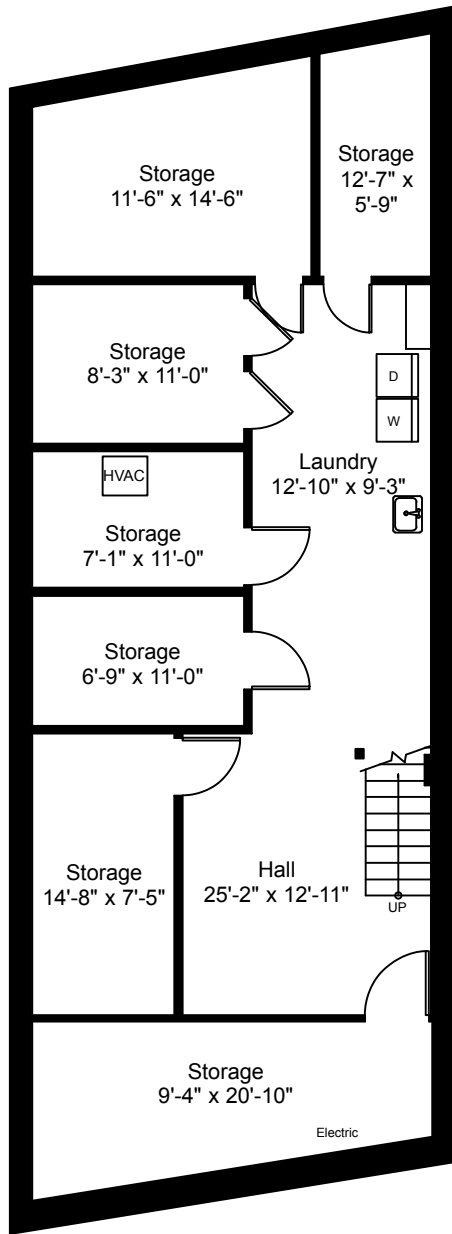 Storage
11'-6" x 14'-6"
Storage
12'-7" x
5'-9"
Storage
8'-3" x 11'-0"
D
W
Laundry
12'-10" x 9'-3"
HVAC
Storage
7'-1" x 11'-0"
Storage
6'-9" x 11'-0"
Storage
14'-8" x 7'-5"
Hall
25'-2" x 12'-11"
UP
Storage
9'-4" x 20'-10"
Electric